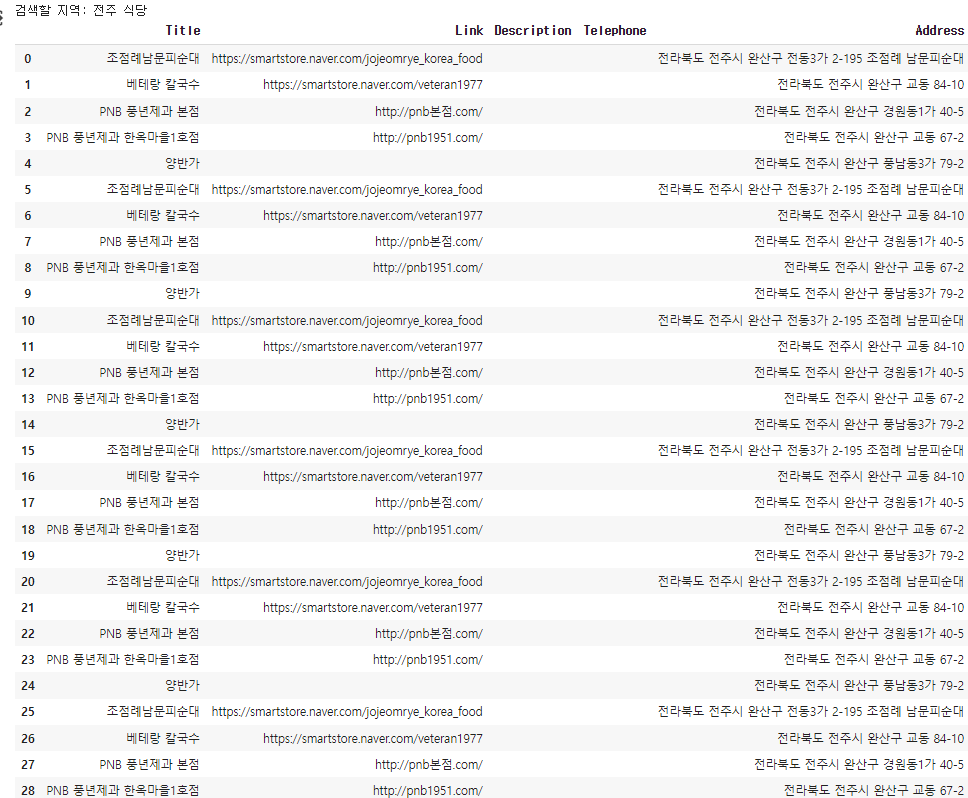 검색할 지역: 전주 식당
Title Link Description Telephone Address
0 조점례남문피순대 https://smartstore.naver.com/jojeomrye_korea_food 전라북도 전주시 완산구 전동3가 2-195 조점례 남문피순대
1 베테랑 칼국수 https://smartstore.naver.com/veteran1977 전라북도 전주시 완산구 교동 84-10
2 PNB 풍년제과 본점 http://pnb본점.com/ 전라북도 전주시 완산구 경원동1가 40-5
3 PNB 풍년제과 한옥마을1호점 http://pnb1951.com/ 전라북도 전주시 완산구 교동 67-2
4 양반가 전라북도 전주시 완산구 풍남동3가 79-2
5 조점례남문피순대 https://smartstore.naver.com/jojeomrye_korea_food 전라북도 전주시 완산구 전동3가 2-195 조점례 남문피순대
6 베테랑 칼국수 https://smartstore.naver.com/veteran1977 전라북도 전주시 완산구 교동 84-10
7 PNB 풍년제과 본점 http://pnb본점.com/ 전라북도 전주시 완산구 경원동1가 40-5
8 PNB 풍년제과 한옥마을1호점 http://pnb1951.com/ 전라북도 전주시 완산구 교동 67-2
9 양반가 전라북도 전주시 완산구 풍남동3가 79-2
10 조점례남문피순대 https://smartstore.naver.com/jojeomrye_korea_food 전라북도 전주시 완산구 전동3가 2-195 조점례 남문피순대
11 베테랑 칼국수 https://smartstore.naver.com/veteran1977 전라북도 전주시 완산구 교동 84-10
12 PNB 풍년제과 본점 http://pnb본점.com/ 전라북도 전주시 완산구 경원동1가 40-5
13 PNB 풍년제과 한옥마을1호점 http://pnb1951.com/ 전라북도 전주시 완산구 교동 67-2
14 양반가 전라북도 전주시 완산구 풍남동3가 79-2
15 조점례남문피순대 https://smartstore.naver.com/jojeomrye_korea_food 전라북도 전주시 완산구 전동3가 2-195 조점례 남문피순대
16 베테랑 칼국수 https://smartstore.naver.com/veteran1977 전라북도 전주시 완산구 교동 84-10
17 PNB 풍년제과 본점 http://pnb본점.com/ 전라북도 전주시 완산구 경원동1가 40-5
18 PNB 풍년제과 한옥마을1호점 http://pnb1951.com/ 전라북도 전주시 완산구 교동 67-2
19 양반가 전라북도 전주시 완산구 풍남동3가 79-2
20 조점례남문피순대 https://smartstore.naver.com/jojeomrye_korea_food 전라북도 전주시 완산구 전동3가 2-195 조점례 남문피순대
21 베테랑 칼국수 https://smartstore.naver.com/veteran1977 전라북도 전주시 완산구 교동 84-10
22 PNB 풍년제과 본점 http://pnb본점.com/ 전라북도 전주시 완산구 경원동1가 40-5
23 PNB 풍년제과 한옥마을1호점 http://pnb1951.com/ 전라북도 전주시 완산구 교동 67-2
24 양반가 전라북도 전주시 완산구 풍남동3가 79-2
25 조점례남문피순대 https://smartstore.naver.com/jojeomrye_korea_food 전라북도 전주시 완산구 전동3가 2-195 조점례 남문피순대
26 베테랑 칼국수 https://smartstore.naver.com/veteran1977 전라북도 전주시 완산구 교동 84-10
27 PNB 풍년제과 본점 http://pnb본점.com/ 전라북도 전주시 완산구 경원동1가 40-5
28 PNB 풍년제과 한옥마을1호점 http://pnb1951.com/ 전라북도 전주시 완산구 교동 67-2